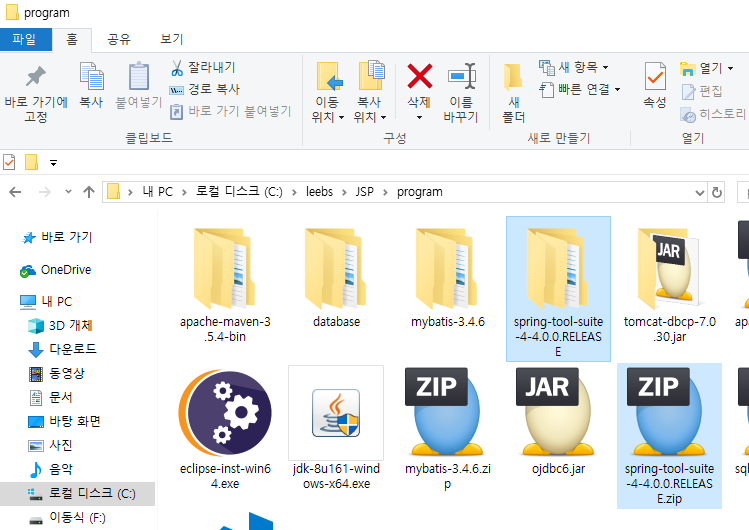 program
파일 홈 공유 보기
바로 가기에
고정
복사
붙여넣기
잘라내기
경로 복사
바로 가기 붙여넣기
클립보드
이동
위치
복사
위치
삭제
이름
바꾸기
구성
새
폴더
새 항목
빠른 연결
새로 만들기
속성
열기
편집
히스토리
열기
내 PC > 로컬 디스크 (C:) > leebs > JSP > program
바로 가기
OneDrive
내 PC
3D 개체
다운로드
동영상
문서
바탕 화면
사진
음악
로컬 디스크 (C:)
이동식 (F:)
apache-maven-3
.5.4-bin
database
mybatis-3.4.6
spring-tool-suite
-4-4.0.0.RELEAS
E
JAR
tomcat-dbcp-7.0
.30.jar
apa
eclipse-inst-win6
4.exe
jdk-8u161-wind
ows-x64.exe
ZIP
mybatis-3.4.6.zi
p
JAR
ojdbc6.jar
ZIP
spring-tool-suite
-4-4.0.0.RELEAS
E.zip
sql